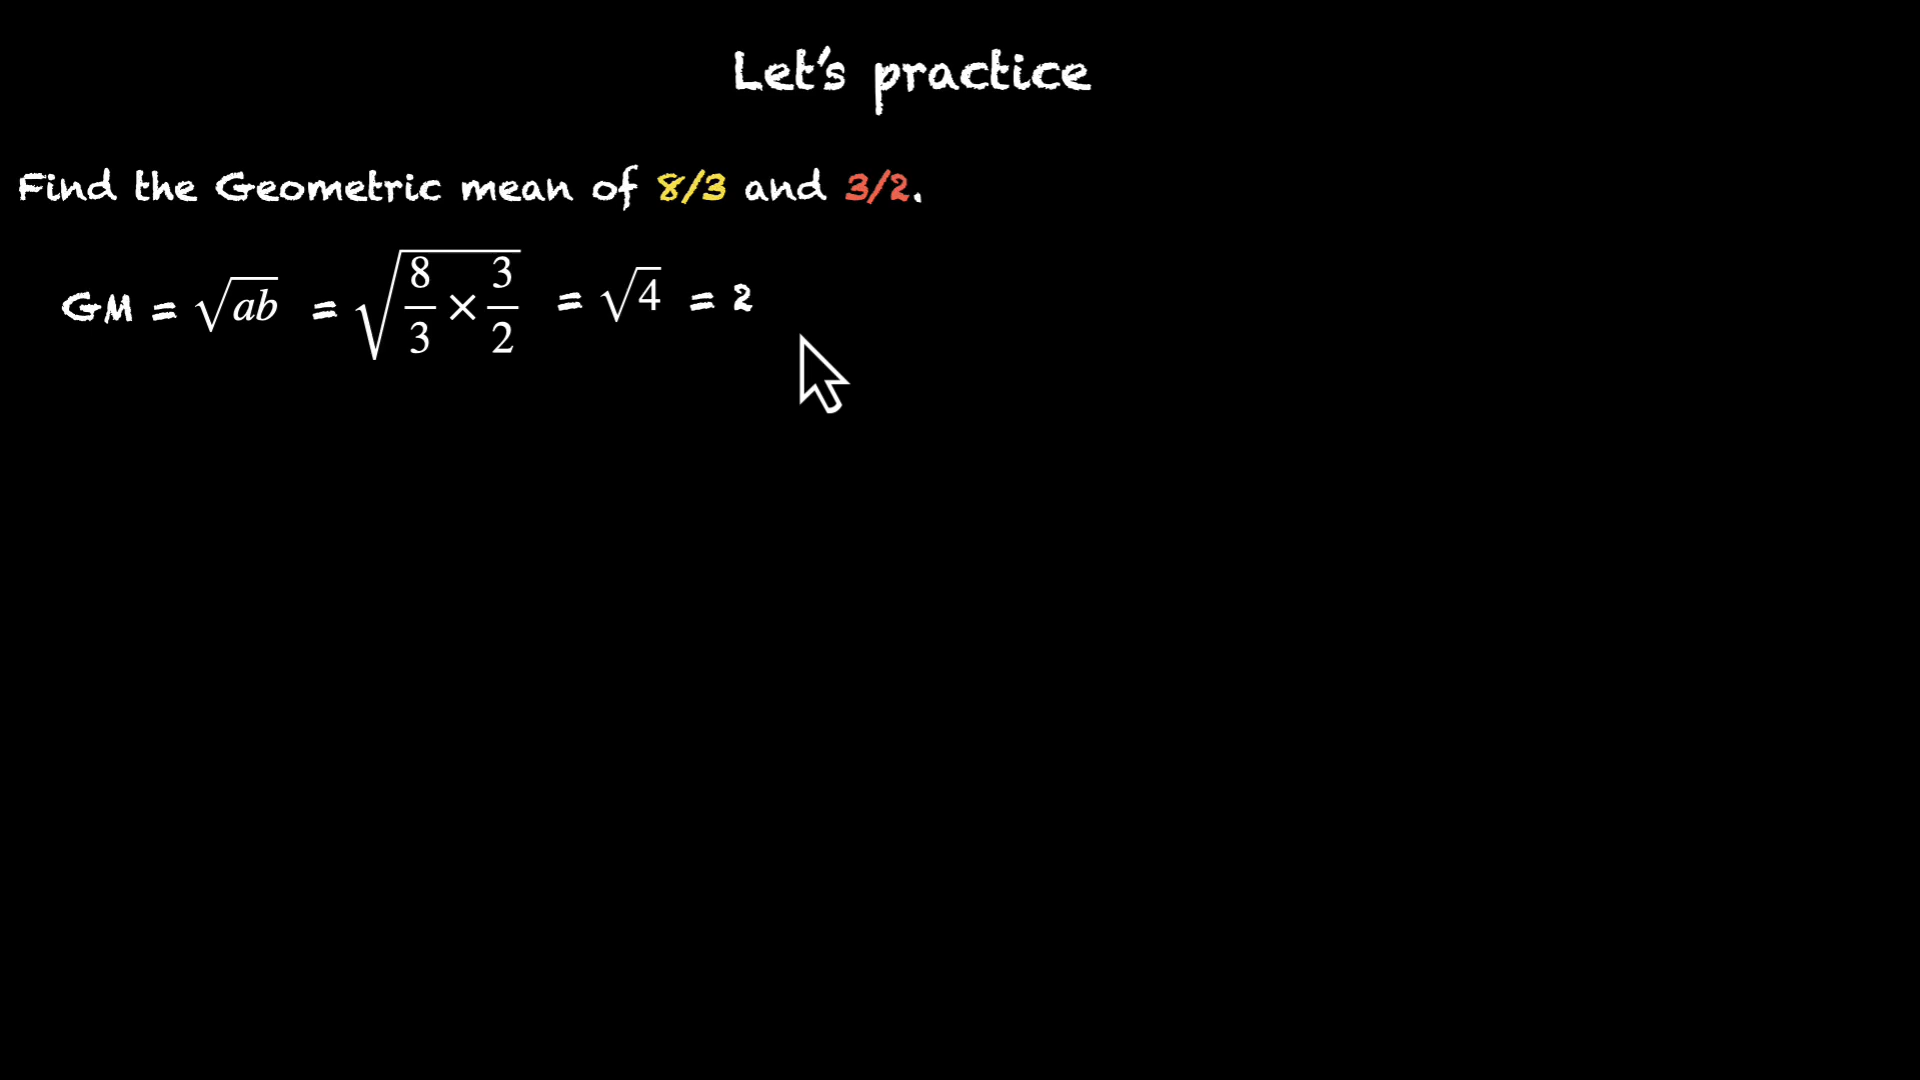 Let's practice
Find the Geometric mean of 8/3 and 3/2.
GM = √ab = √(8/3 × 3/2) = √4 = 2